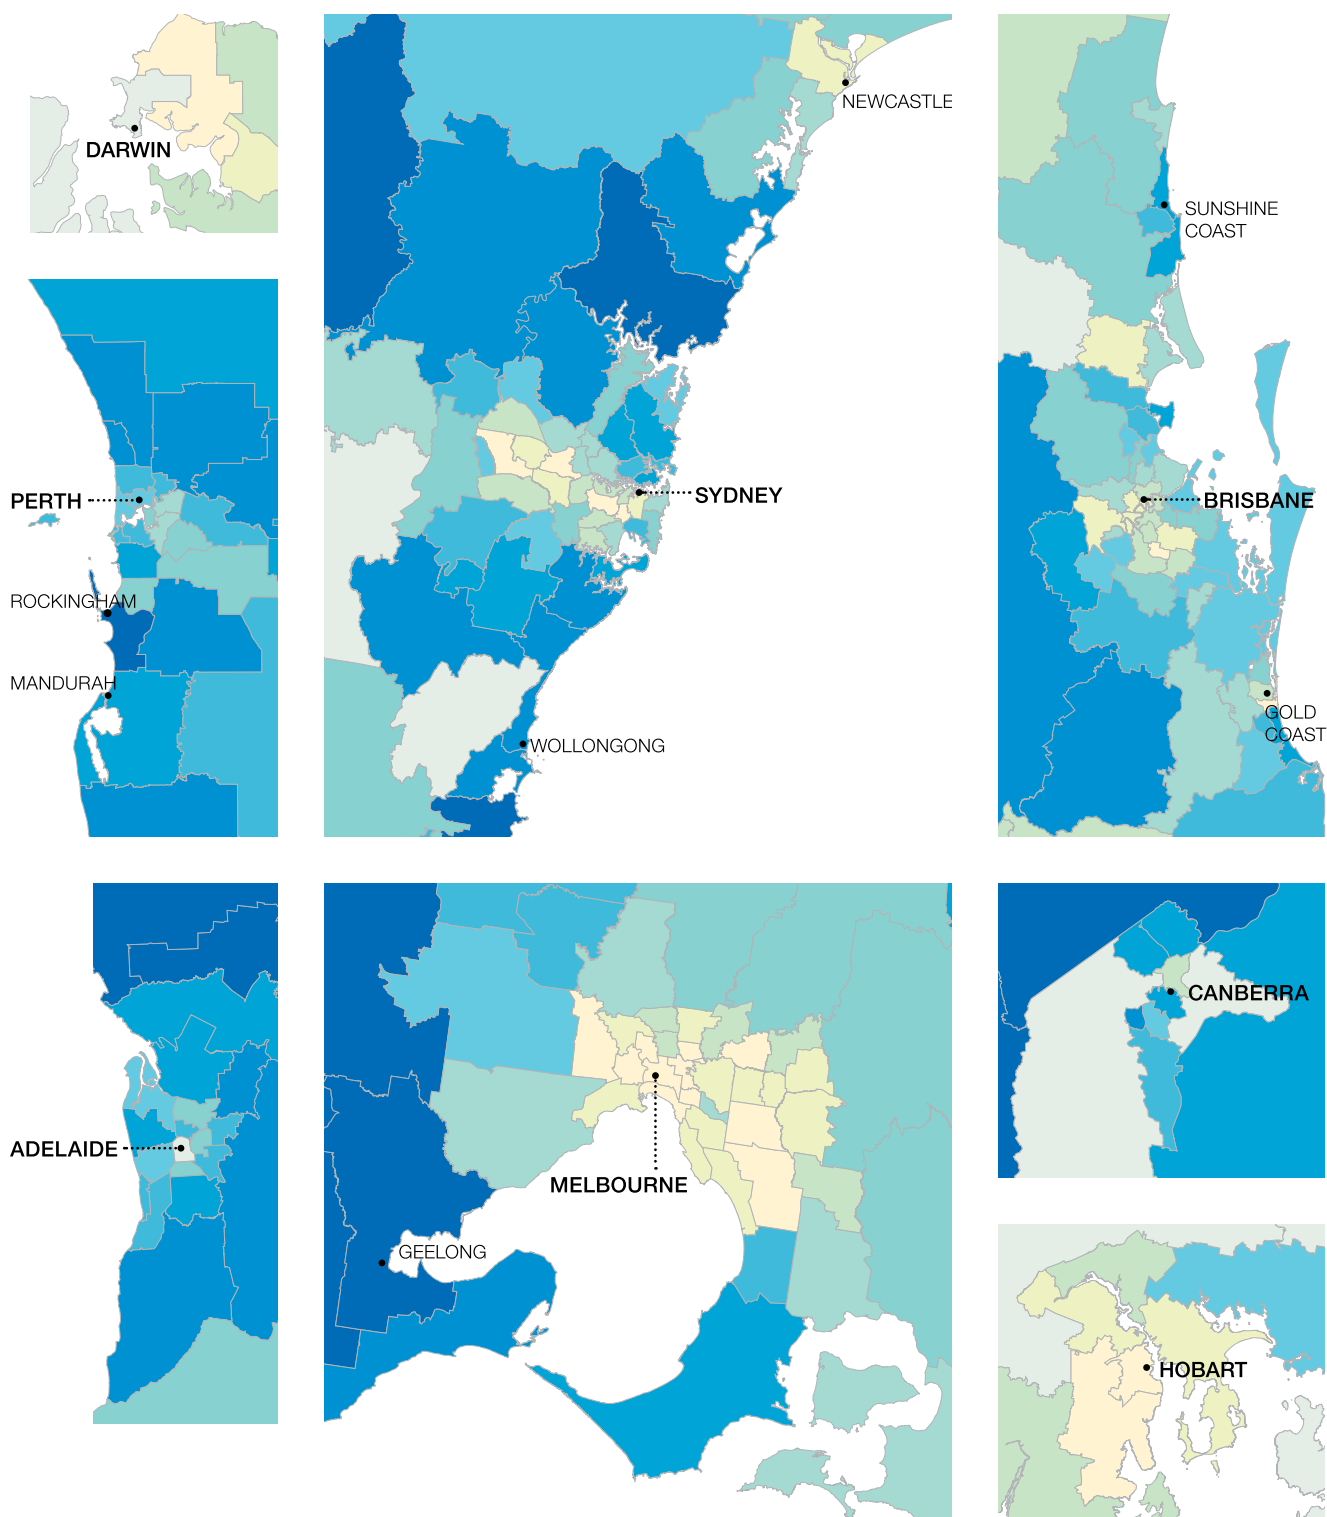 DARWIN
NEWCASTLE
SUNSHINE
COAST
PERTH
SYDNEY
BRISBANE
ROCKINGHAM
MANDURAH
WOLLONGONG
GOLD
COAST
ADELAIDE
MELBOURNE
GEELONG
CANBERRA
HOBART